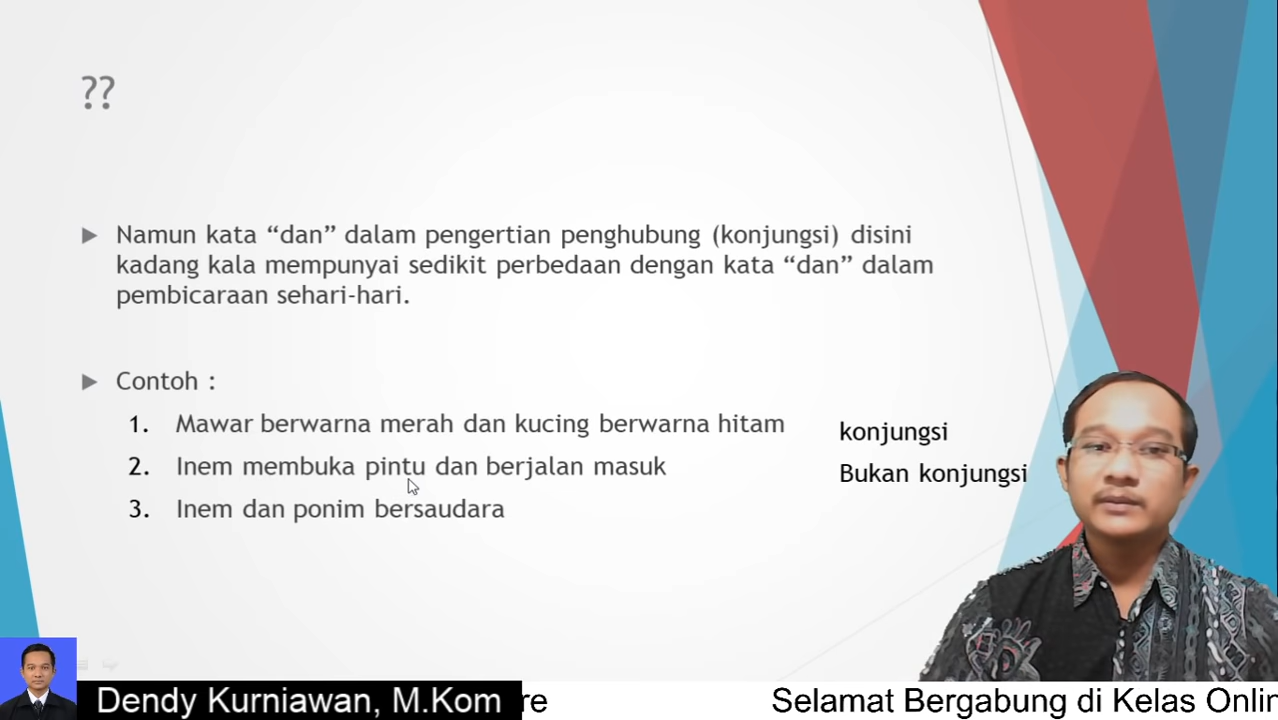 ??
Namun kata “dan” dalam pengertian penghubung (konjungsi) disini
kadang kala mempunyai sedikit perbedaan dengan kata “dan” dalam
pembicaraan sehari-hari.
Contoh :
1. Mawar berwarna merah dan kucing berwarna hitam
konjungsi
2. Inem membuka pintu dan berjalan masuk
Bukan konjungsi
3. Inem dan ponim bersaudara
Dendy Kurniawan, M.Kom
re
Selamat Bergabung di Kelas Onlin